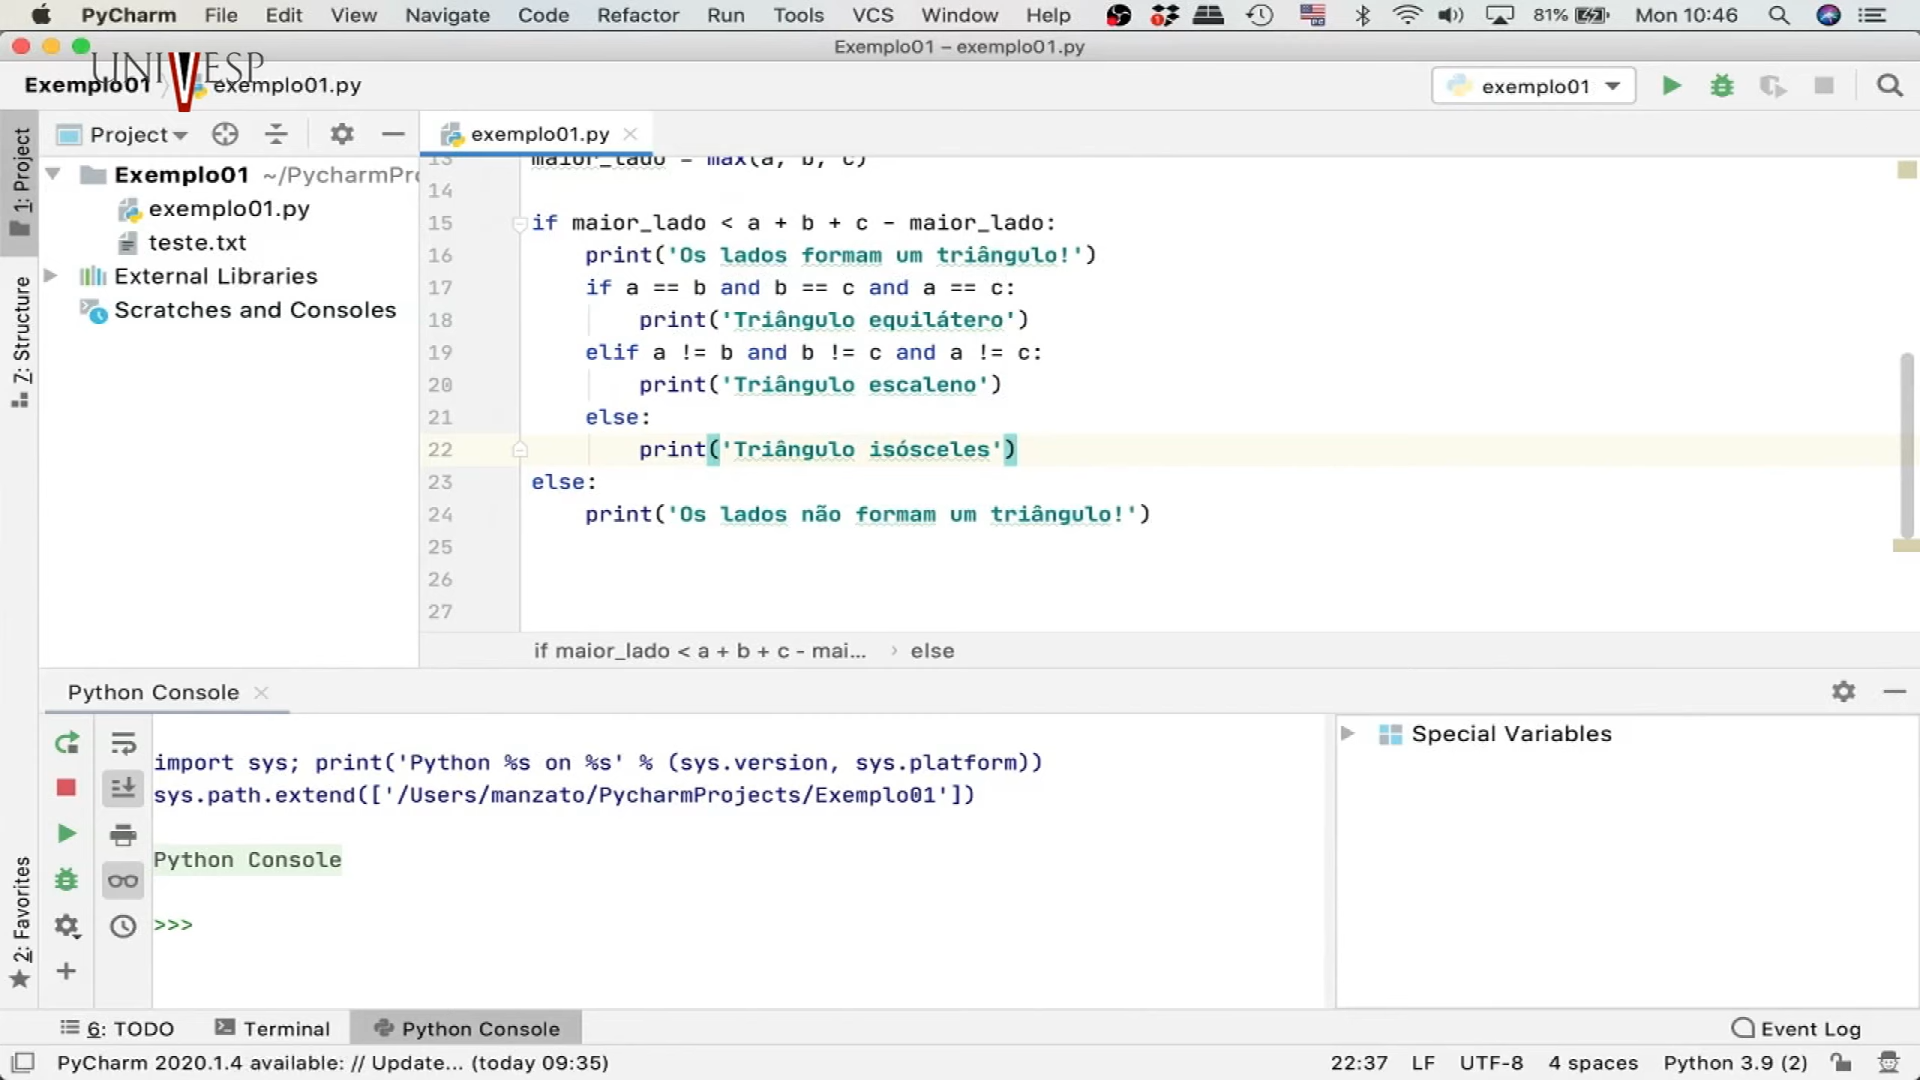 PyCharm File Edit View Navigate Code Refactor Run Tools VCS Window Help 81% Mon 10:46
Exemplo01 – exemplo01.py
UNIVESP
Exemplo01 exemplo01.py exemplo01
Project exemplo01.py
1: Project
7: Structure
2: Favorites
Exemplo01 ~/PycharmPro
exemplo01.py
teste.txt
External Libraries
Scratches and Consoles
13 maior_lado = max(a, b, c)
14
15 if maior_lado < a + b + c - maior_lado:
16 print('Os lados formam um triângulo!')
17 if a == b and b == c and a == c:
18 print('Triângulo equilátero')
19 elif a != b and b != c and a != c:
20 print('Triângulo escaleno')
21 else:
22 print('Triângulo isósceles')
23 else:
24 print('Os lados não formam um triângulo!')
25
26
27
if maior_lado < a + b + c - mai... › else
Python Console
import sys; print('Python %s on %s' % (sys.version, sys.platform))
sys.path.extend(['/Users/manzato/PycharmProjects/Exemplo01'])
Python Console
>>>
Special Variables
6: TODO Terminal Python Console Event Log
PyCharm 2020.1.4 available: // Update... (today 09:35) 22:37 LF UTF-8 4 spaces Python 3.9 (2)